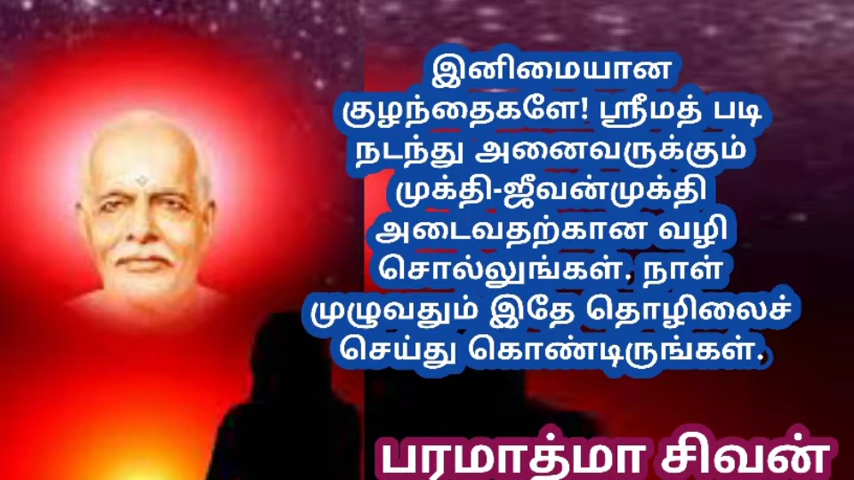 இனிமையான
குழந்தைகளே! ஸ்ரீமத் படி
நடந்து அனைவருக்கும்
முக்தி-ஜீவன்முக்தி
அடைவதற்கான வழி
சொல்லுங்கள். நாள்
முழுவதும் இதே தொழிலைச்
செய்து கொண்டிருங்கள்.
பரமாத்மா சிவன்